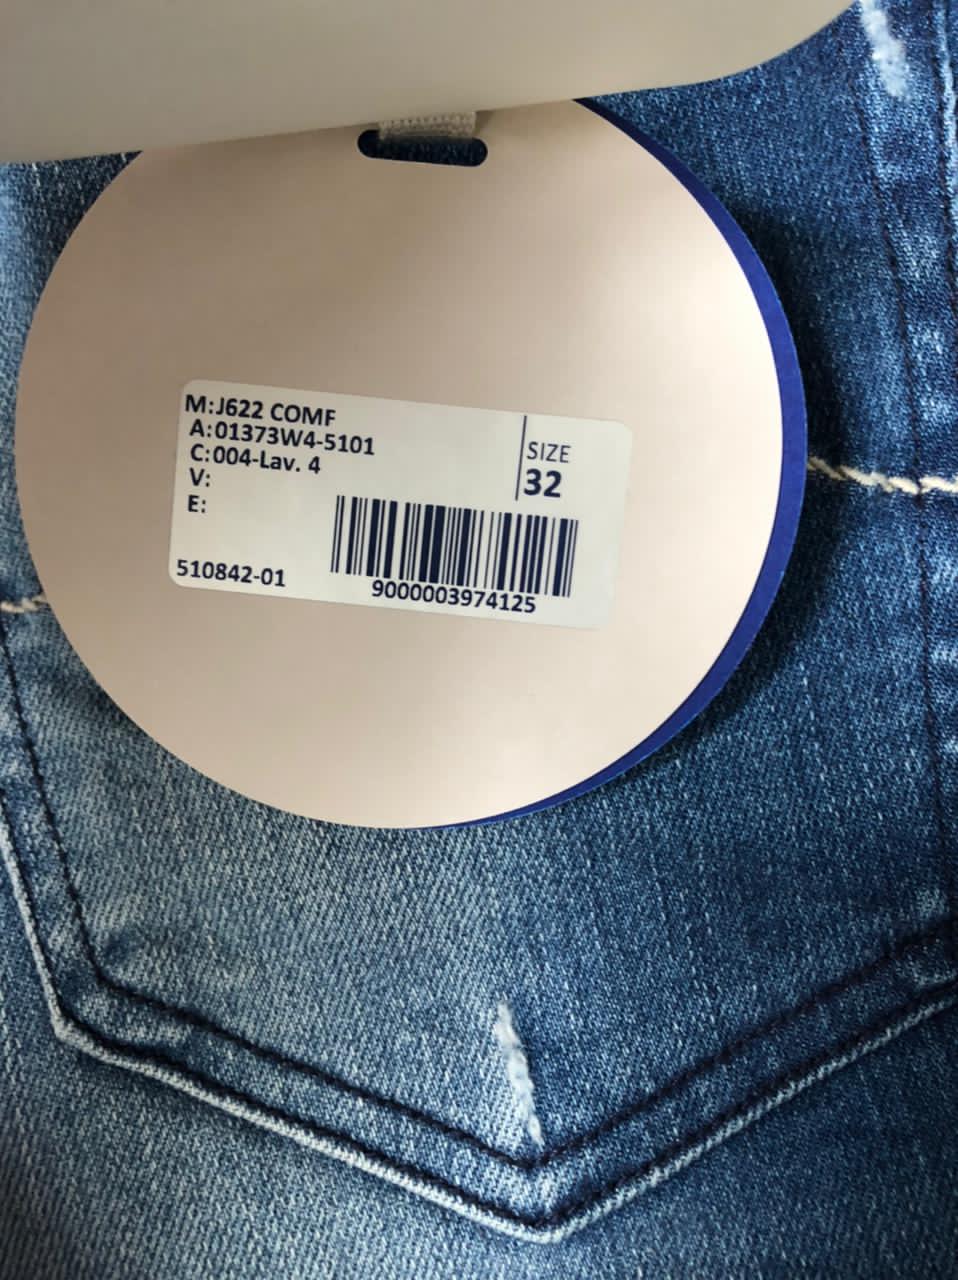 M:J622 COMF
A:01373W4-5101
C:004-Lav. 4
V:
E:
SIZE
32
510842-01
9000003974125